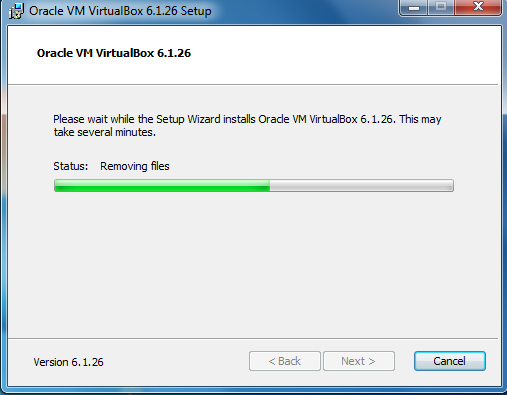 Oracle VM VirtualBox 6.1.26 Setup
Oracle VM VirtualBox 6.1.26
Please wait while the Setup Wizard installs Oracle VM VirtualBox 6.1.26. This may
take several minutes.
Status: Removing files
Version 6.1.26
< Back
Next >
Cancel